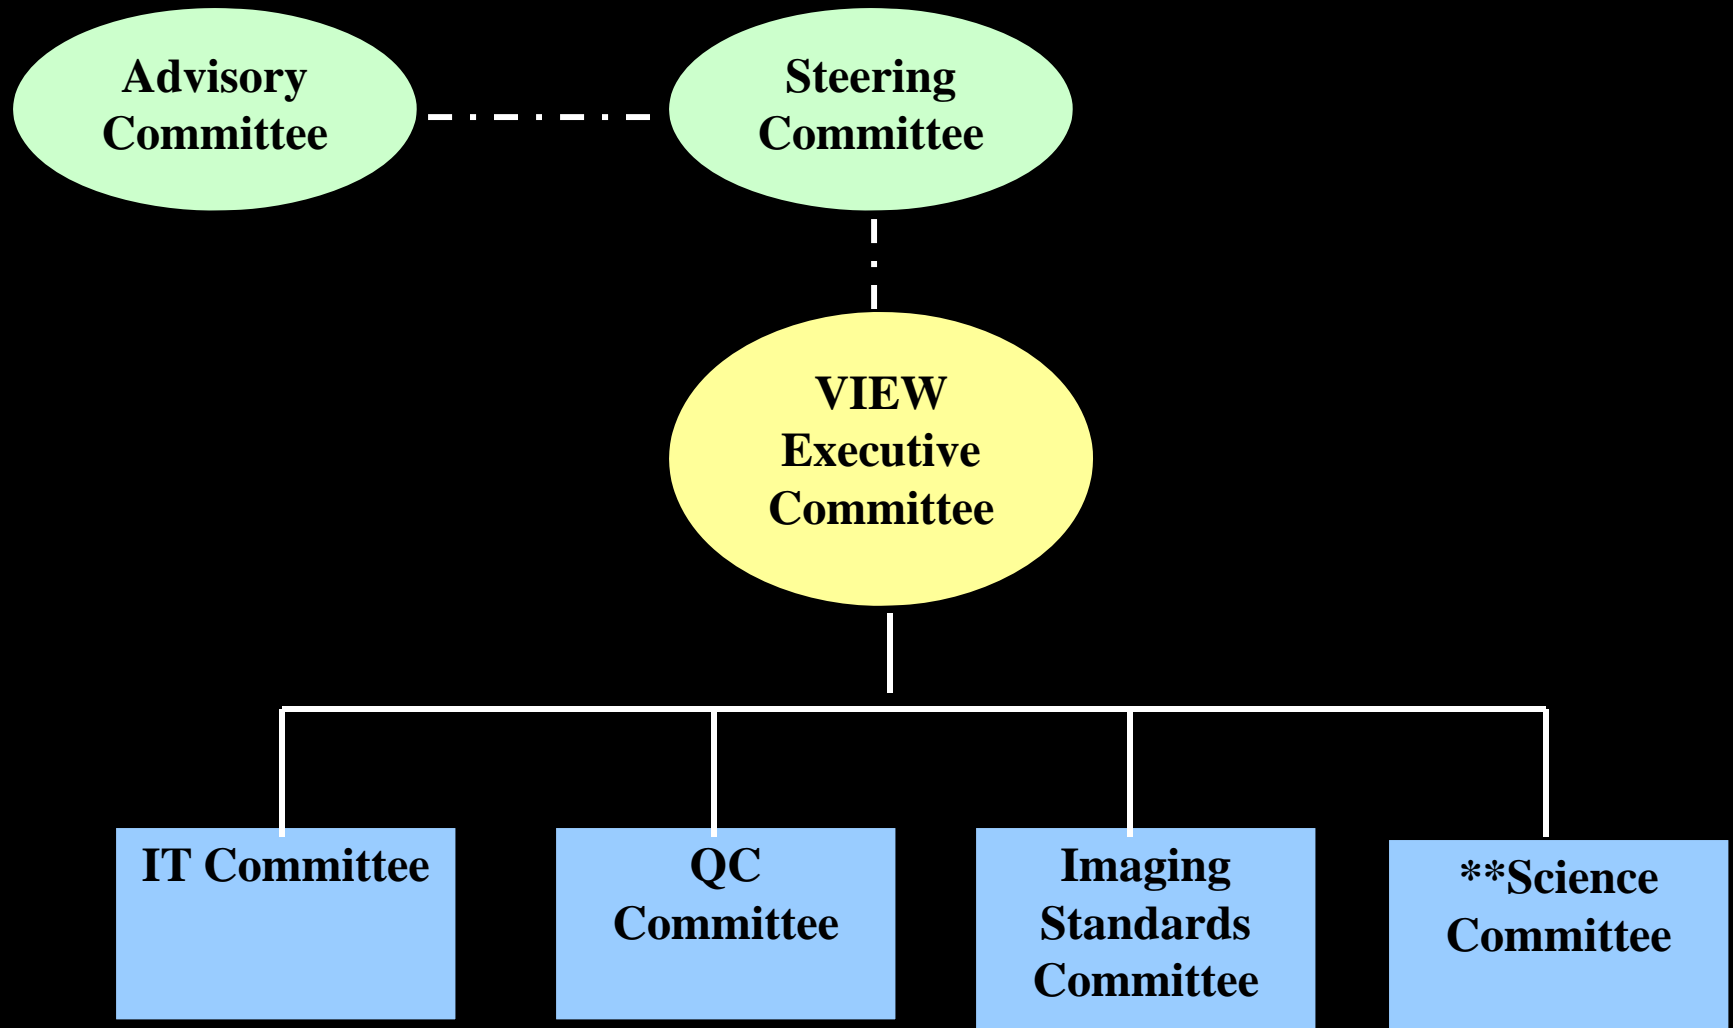 Advisory
Committee
Steering
Committee
VIEW
Executive
Committee
IT Committee
QC
Committee
Imaging
Standards
Committee
**Science
Committee